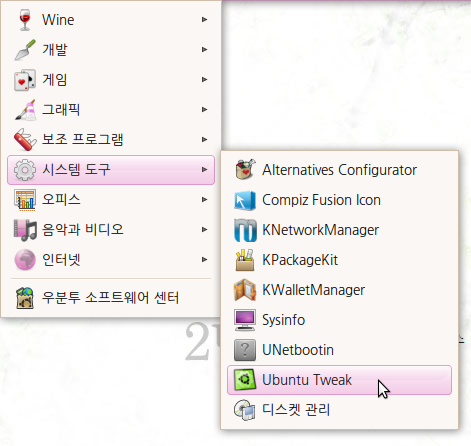 Wine
개발
게임
그래픽
보조 프로그램
시스템 도구
오피스
음악과 비디오
인터넷
우분투 소프트웨어 센터
Alternatives Configurator
Compiz Fusion Icon
KNetworkManager
KPackageKit
KWalletManager
Sysinfo
UNetbootin
Ubuntu Tweak
디스켓 관리